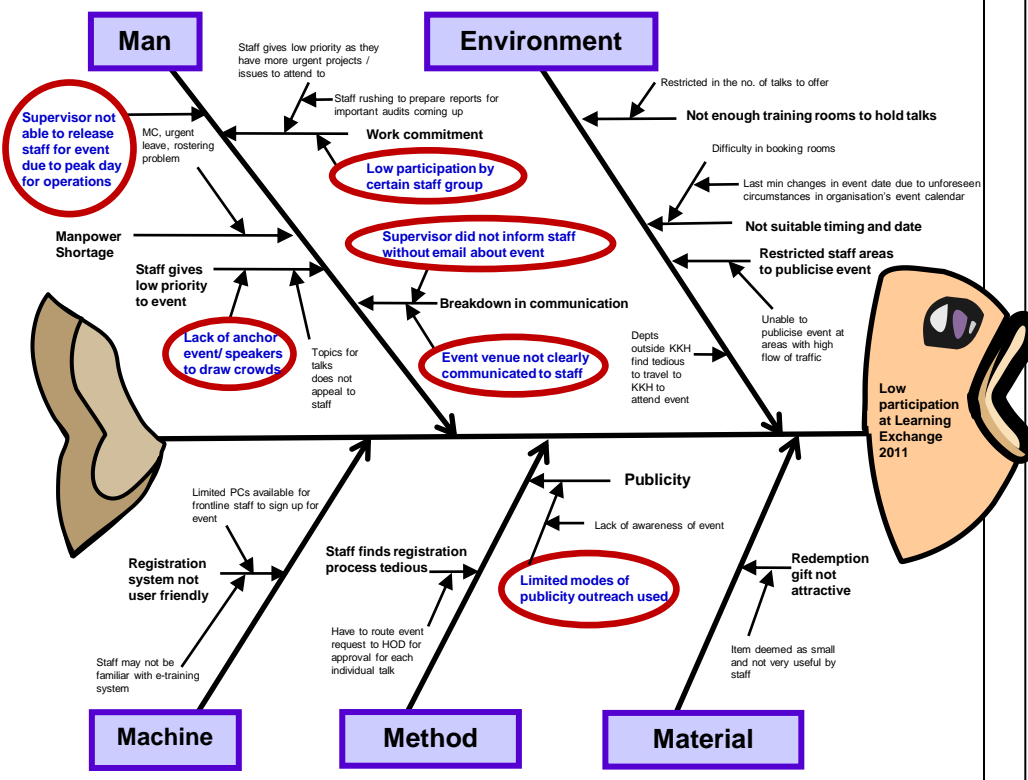 Man
Environment
Staff gives low priority as they
have more urgent projects /
issues to attend to
Staff rushing to prepare reports for
important audits coming up
Work commitment
Low participation by
certain staff group
Supervisor not
able to release
staff for event
due to peak day
for operations
MC, urgent
leave, rostering
problem
Manpower
Shortage
Staff gives
low priority
to event
Lack of anchor
event/ speakers
to draw crowds
Topics for
talks
does not
appeal to
staff
Supervisor did not inform staff
without email about event
Breakdown in communication
Event venue not clearly
communicated to staff
Restricted in the no. of talks to offer
Not enough training rooms to hold talks
Difficulty in booking rooms
Last min changes in event date due to unforeseen
circumstances in organisation's event calendar
Not suitable timing and date
Restricted staff areas
to publicise event
Unable to
publicise event at
areas with high
flow of traffic
Depts
outside KKH
find tedious
to travel to
KKH to
attend event
Low
participation
at Learning
Exchange
2011
Limited PCs available for
frontline staff to sign up for
event
Registration
system not
user friendly
Staff may not be
familiar with e-training
system
Staff finds registration
process tedious
Have to route event
request to HOD for
approval for each
individual talk
Publicity
Lack of awareness of event
Limited modes of
publicity outreach used
Redemption
gift not
attractive
Item deemed as small
and not very useful by
staff
Machine
Method
Material